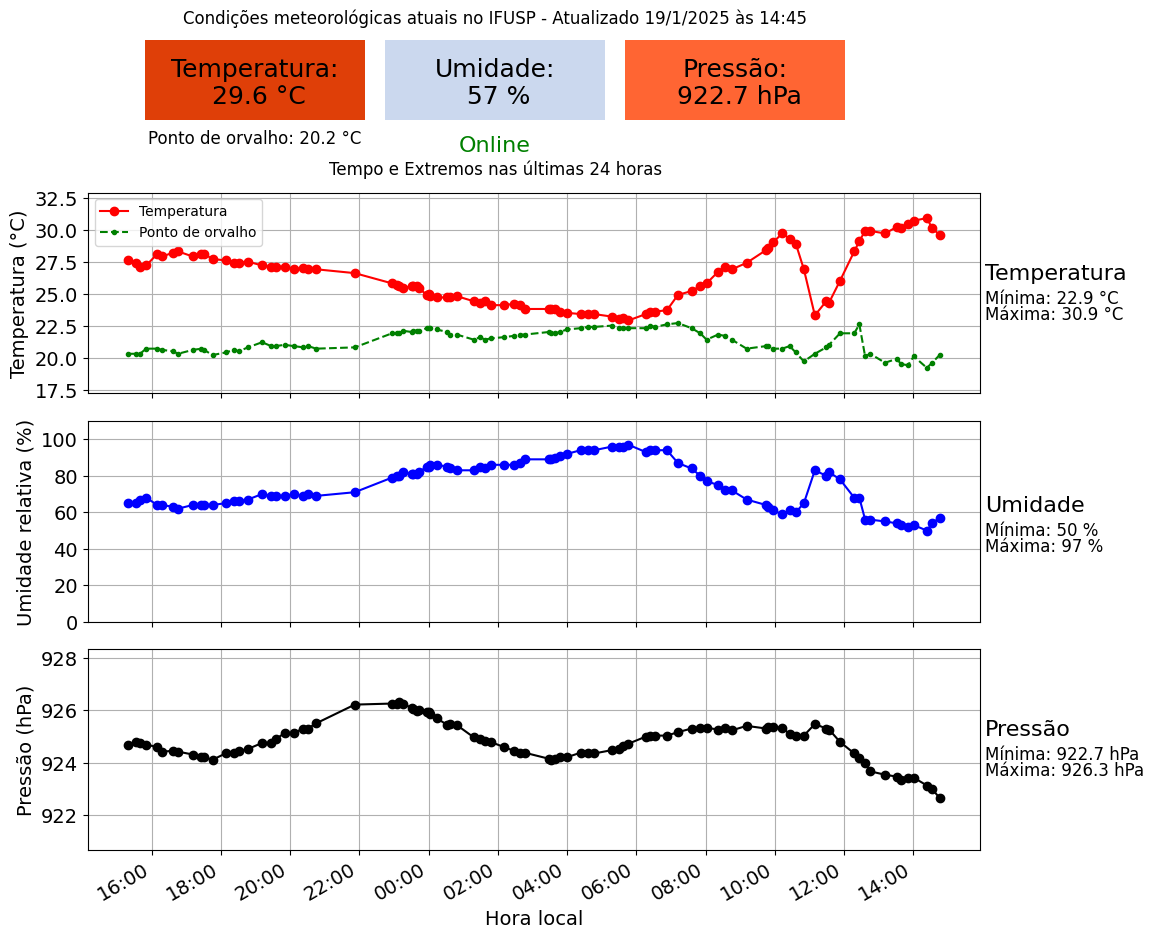 Condições meteorológicas atuais no IFUSP - Atualizado 19/1/2025 às 14:45
Temperatura:
29.6 °C
Umidade:
57 %
Pressão:
922.7 hPa
Ponto de orvalho: 20.2 °C
Online
Tempo e Extremos nas últimas 24 horas
Temperatura (°C)
32.5
30.0
27.5
25.0
22.5
20.0
17.5
Temperatura
Ponto de orvalho
Temperatura
Mínima: 22.9 °C
Máxima: 30.9 °C
Umidade relativa (%)
100
80
60
40
20
0
Umidade
Mínima: 50 %
Máxima: 97 %
Pressão (hPa)
928
926
924
922
Pressão
Mínima: 922.7 hPa
Máxima: 926.3 hPa
16:00 18:00 20:00 22:00 00:00 02:00 04:00 06:00 08:00 10:00 12:00 14:00
Hora local